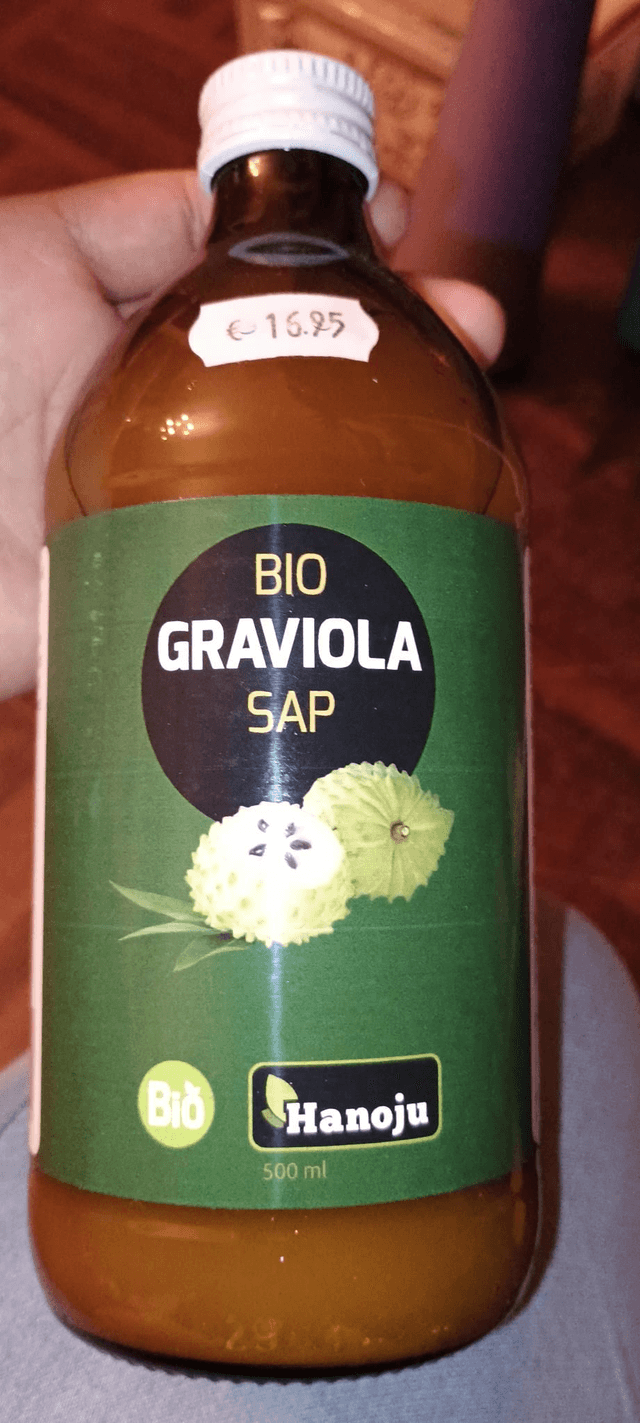 € 16.95
BIO
GRAVIOLA
SAP
Bio
Hanoju
500 ml